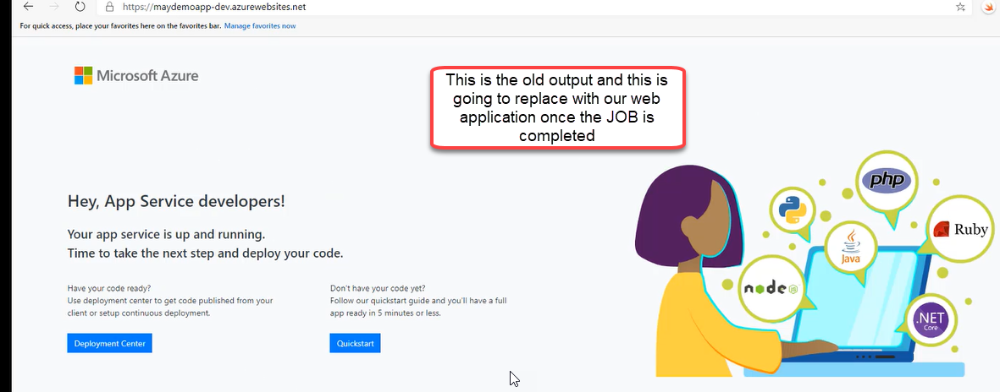 https://maydemoapp-dev.azurewebsites.net
For quick access, place your favorites here on the favorites bar. Manage favorites now
Microsoft Azure
This is the old output and this is
going to replace with our web
application once the JOB is
completed
Hey, App Service developers!
Your app service is up and running.
Time to take the next step and deploy your code.
Have your code ready?
Use deployment center to get code published from your
client or setup continuous deployment.
Deployment Center
Don't have your code yet?
Follow our quickstart guide and you'll have a full
app ready in 5 minutes or less.
Quickstart
php
Ruby
Java
node JS
.NET
Core